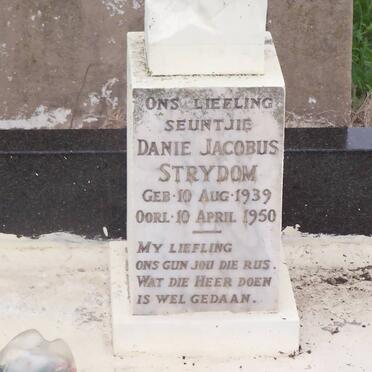 ONS LIEFLING
SEUNTJIE
DANIE JACOBUS
STRYDOM
GEB·10 AUG·1939
OORL·10 APRIL 1950
MY LIEFLING
ONS GUN JOU DIE RUS.
WAT DIE HEER DOEN
IS WEL GEDAAN.